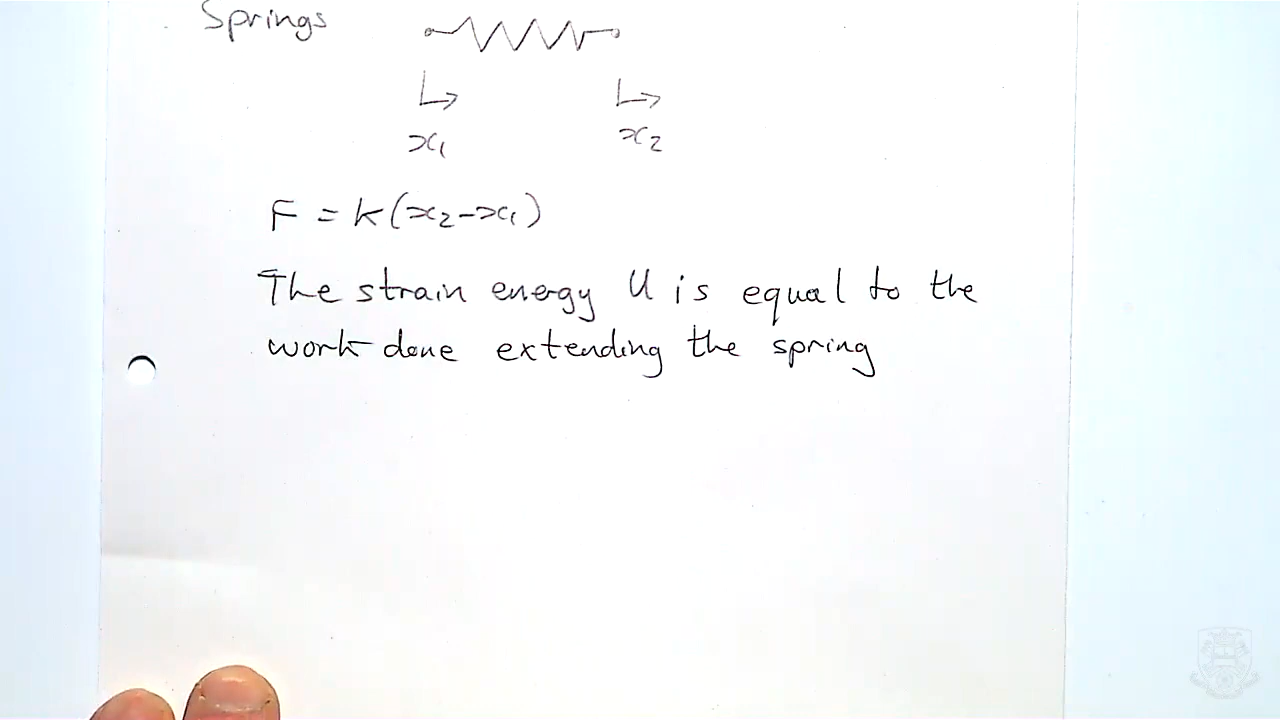 Springs
x₁ x₂
F = k(x₂-x₁)
The strain energy U is equal to the
work done extending the spring